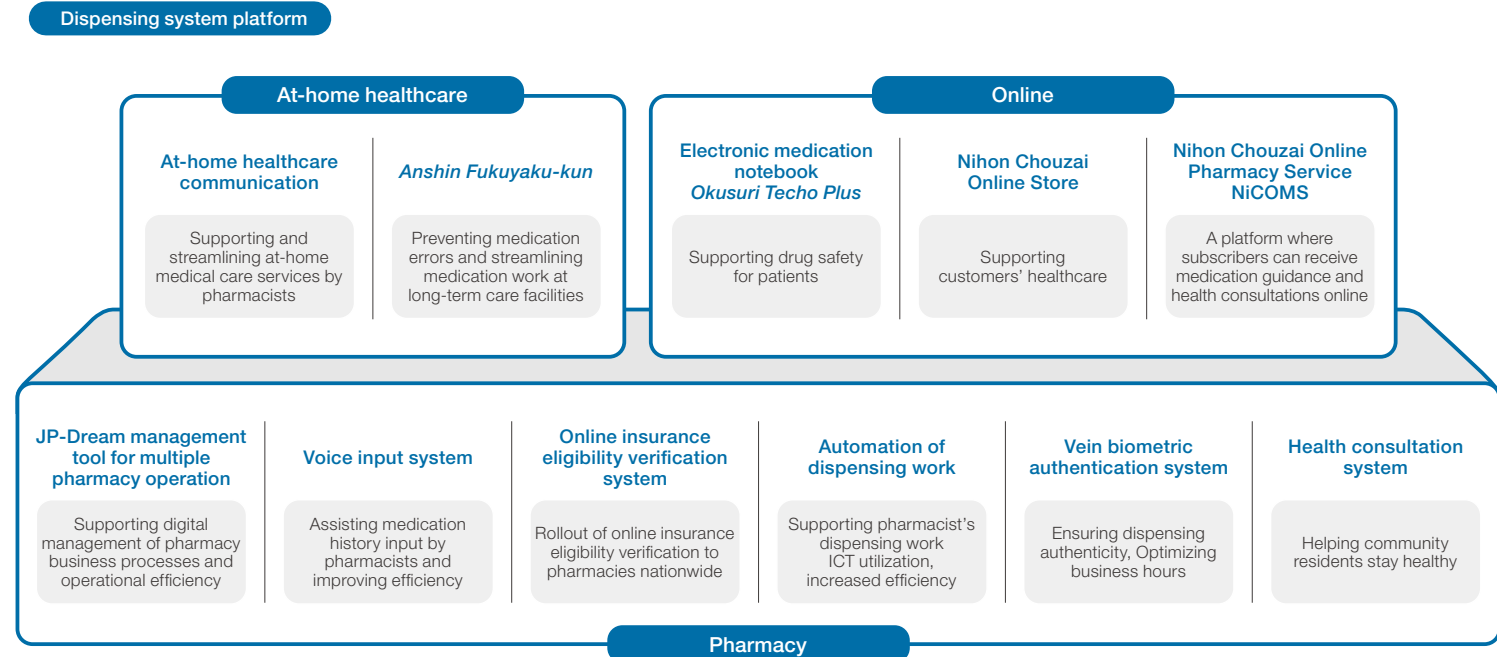 Dispensing system platform
At-home healthcare
At-home healthcare
communication
Supporting and
streamlining at-home
medical care services by
pharmacists
Anshin Fukuyaku-kun
Preventing medication
errors and streamlining
medication work at
long-term care facilities
Online
Electronic medication
notebook
Okusuri Techo Plus
Supporting drug safety
for patients
Nihon Chouzai
Online Store
Supporting
customers’ healthcare
Nihon Chouzai Online
Pharmacy Service
NiCOMS
A platform where
subscribers can receive
medication guidance and
health consultations online
JP-Dream management
tool for multiple
pharmacy operation
Supporting digital
management of pharmacy
business processes and
operational efficiency
Voice input system
Assisting medication
history input by
pharmacists and
improving efficiency
Online insurance
eligibility verification
system
Rollout of online insurance
eligibility verification to
pharmacies nationwide
Automation of
dispensing work
Supporting pharmacist’s
dispensing work
ICT utilization,
increased efficiency
Vein biometric
authentication system
Ensuring dispensing
authenticity, Optimizing
business hours
Health consultation
system
Helping community
residents stay healthy
Pharmacy